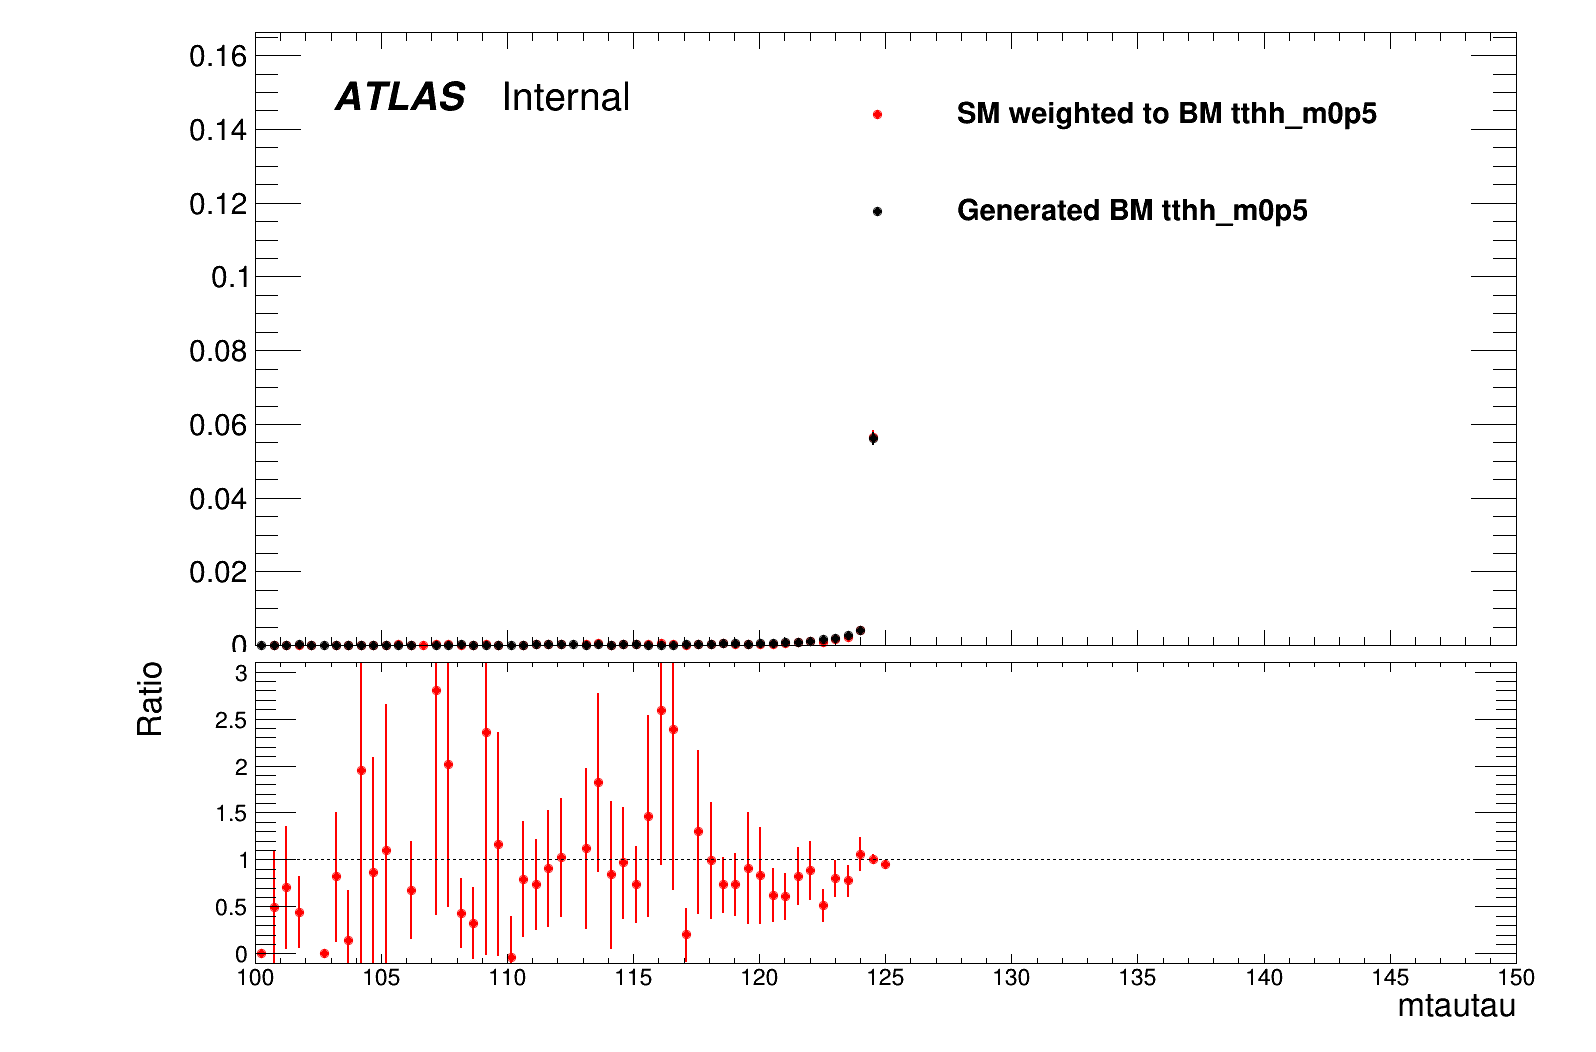 0.16
ATLAS Internal
SM weighted to BM tthh_m0p5
0.14
0.12
Generated BM tthh_m0p5
0.1
0.08
0.06
0.04
0.02
0
Ratio
3
2.5
2
1.5
1
0.5
0
100 105 110 115 120 125 130 135 140 145 150
mtautau